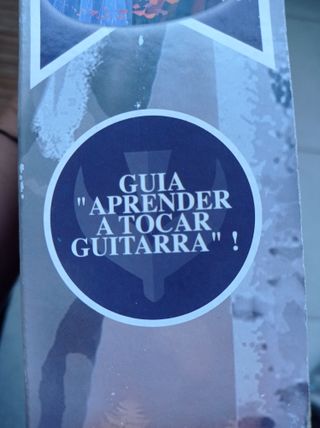 GUIA
"APRENDER
A TOCAR
GUITARRA" !